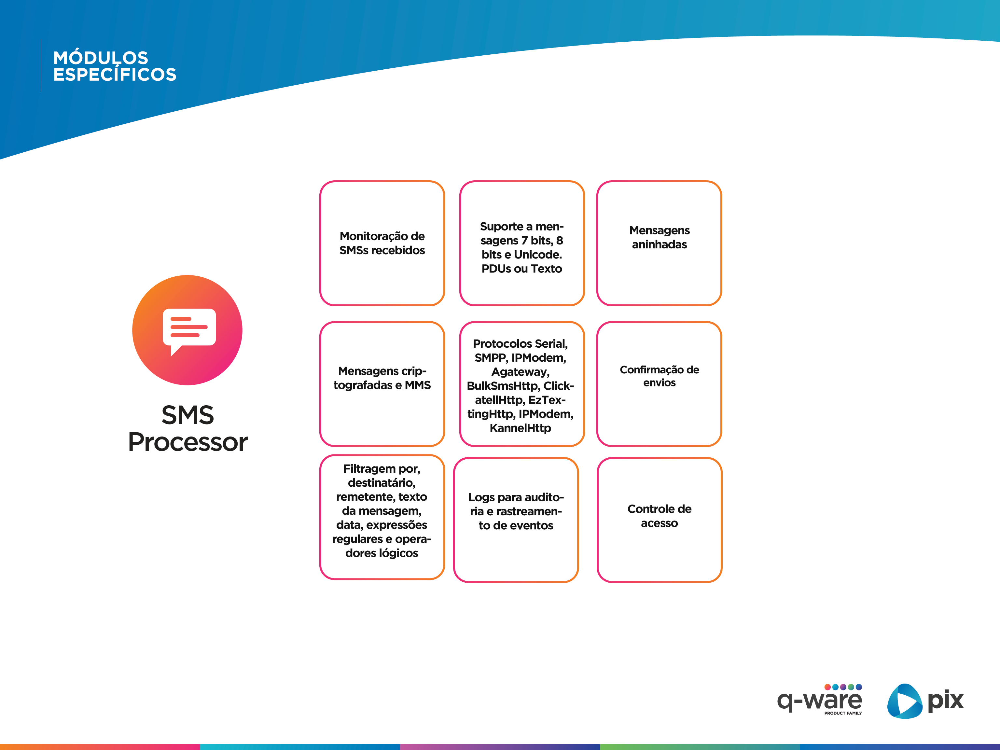 MÓDULOS
ESPECÍFICOS
Monitoração de
SMSs recebidos
Suporte a men-
sagens 7 bits, 8
bits e Unicode.
PDUs ou Texto
Mensagens
aninhadas
SMS
Processor
Mensagens crip-
tografadas e MMS
Protocolos Serial,
SMPP, IPModem,
Agateway,
BulkSmsHttp, Click-
atellHttp, EzTex-
tingHttp, IPModem,
KannelHttp
Confirmação de
envios
Filtragem por,
destinatário,
remetente, texto
da mensagem,
data, expressões
regulares e opera-
dores lógicos
Logs para audito-
ria e rastreamen-
to de eventos
Controle de
acesso
q-ware
PRODUCT FAMILY
pix